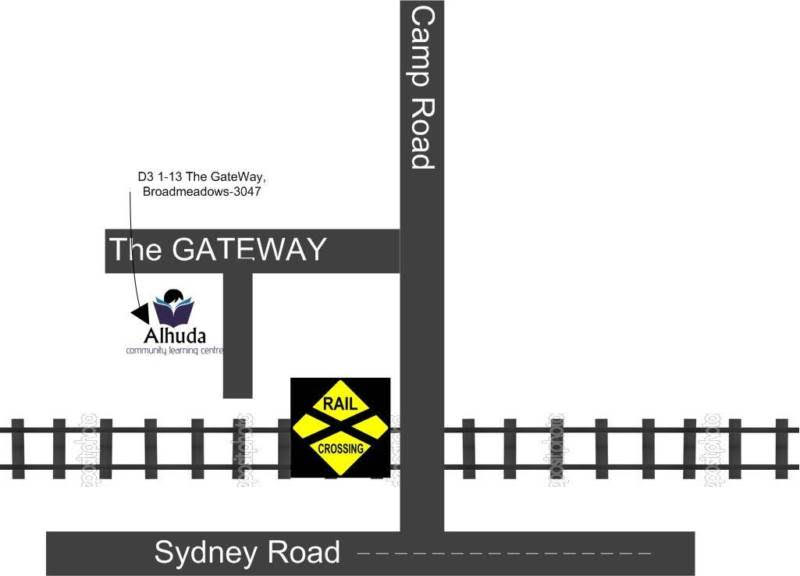 Camp Road
D3 1-13 The GateWay,
Broadmeadows-3047
The GATEWAY
Alhuda
community learning centre
RAIL
CROSSING
Sydney Road